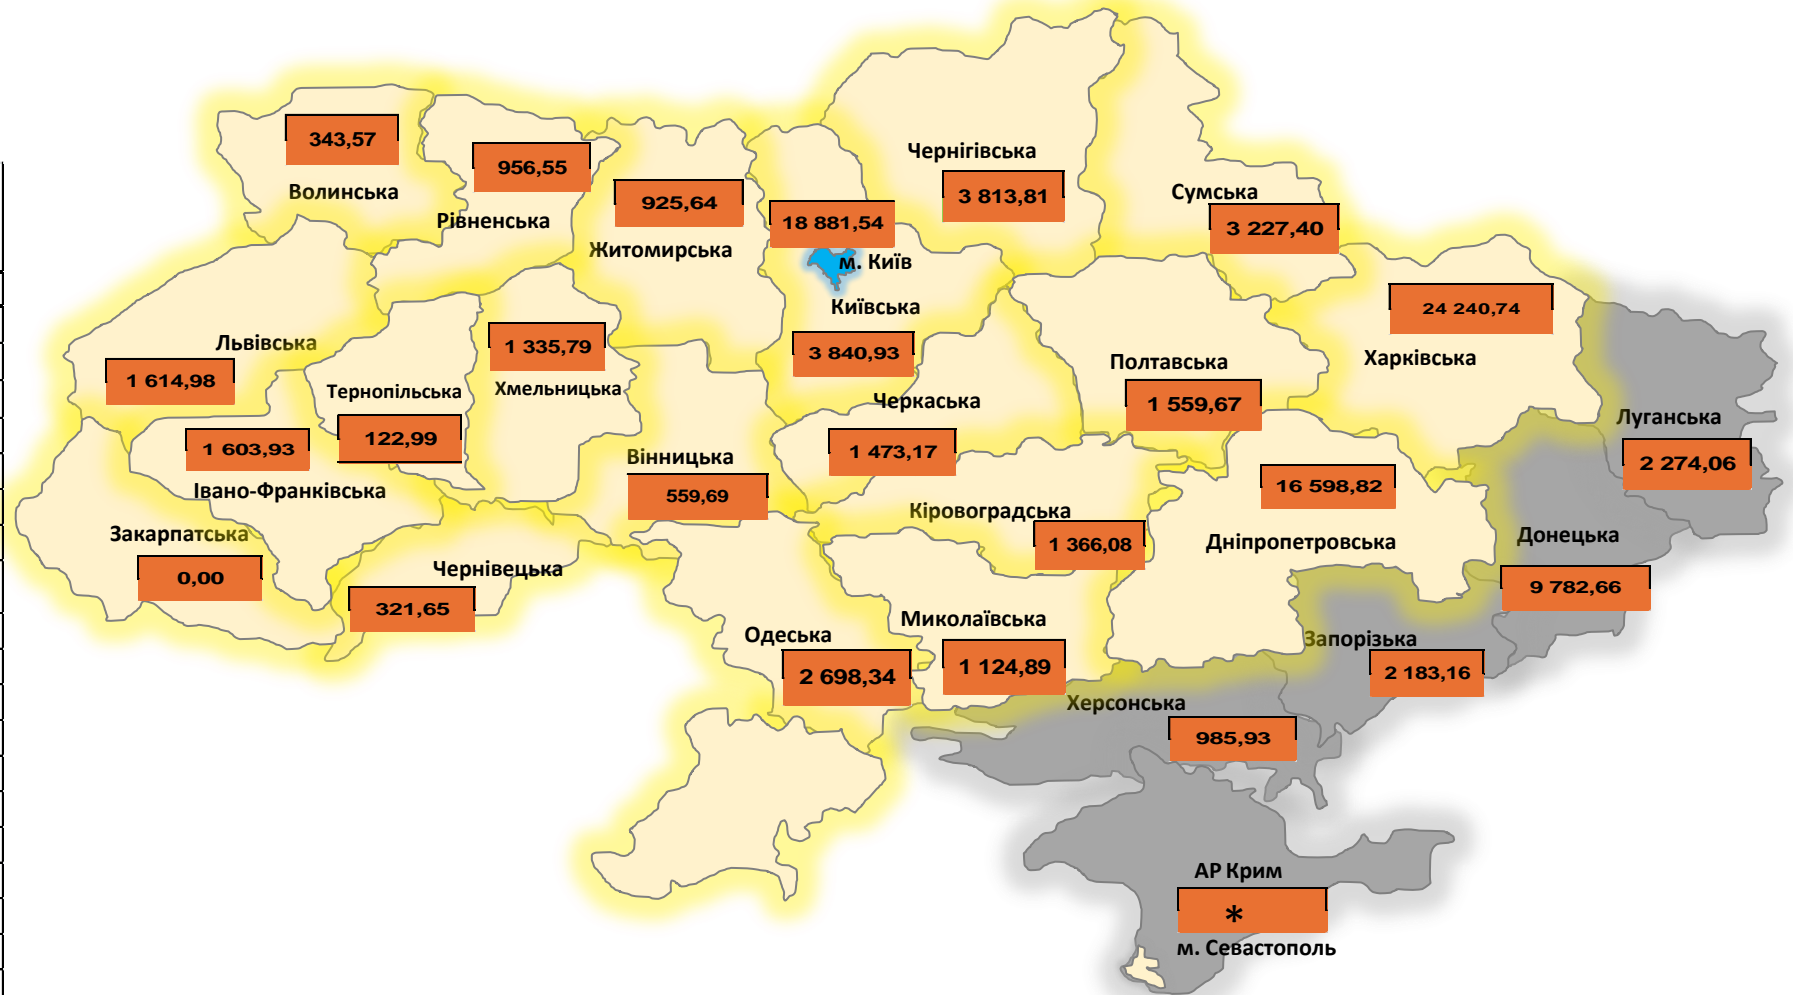 343,57
Волинська
956,55
Рівненська
925,64
Житомирська
18 881,54
м. Київ
Київська
3 840,93
Чернігівська
3 813,81
Сумська
3 227,40
24 240,74
Харківська
Львівська
1 614,98
Тернопільська
122,99
1 335,79
Хмельницька
Черкаська
1 473,17
Полтавська
1 559,67
Луганська
2 274,06
1 603,93
Івано-Франківська
Вінницька
559,69
Кіровоградська
1 366,08
16 598,82
Дніпропетровська
Донецька
9 782,66
Закарпатська
0,00
Чернівецька
321,65
Одеська
2 698,34
Миколаївська
1 124,89
Запорізька
2 183,16
Херсонська
985,93
АР Крим
*
м. Севастополь